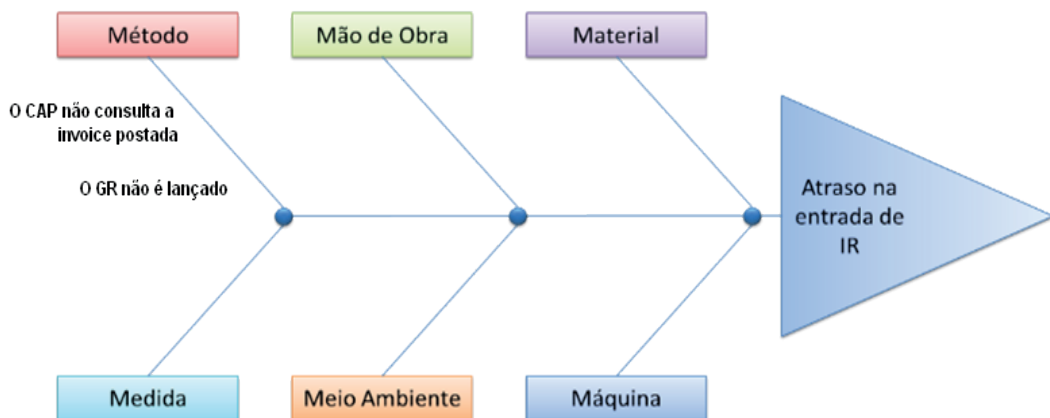 Método
Mão de Obra
Material
O CAP não consulta a
invoice postada
O GR não é lançado
Atraso na
entrada de
IR
Medida
Meio Ambiente
Máquina